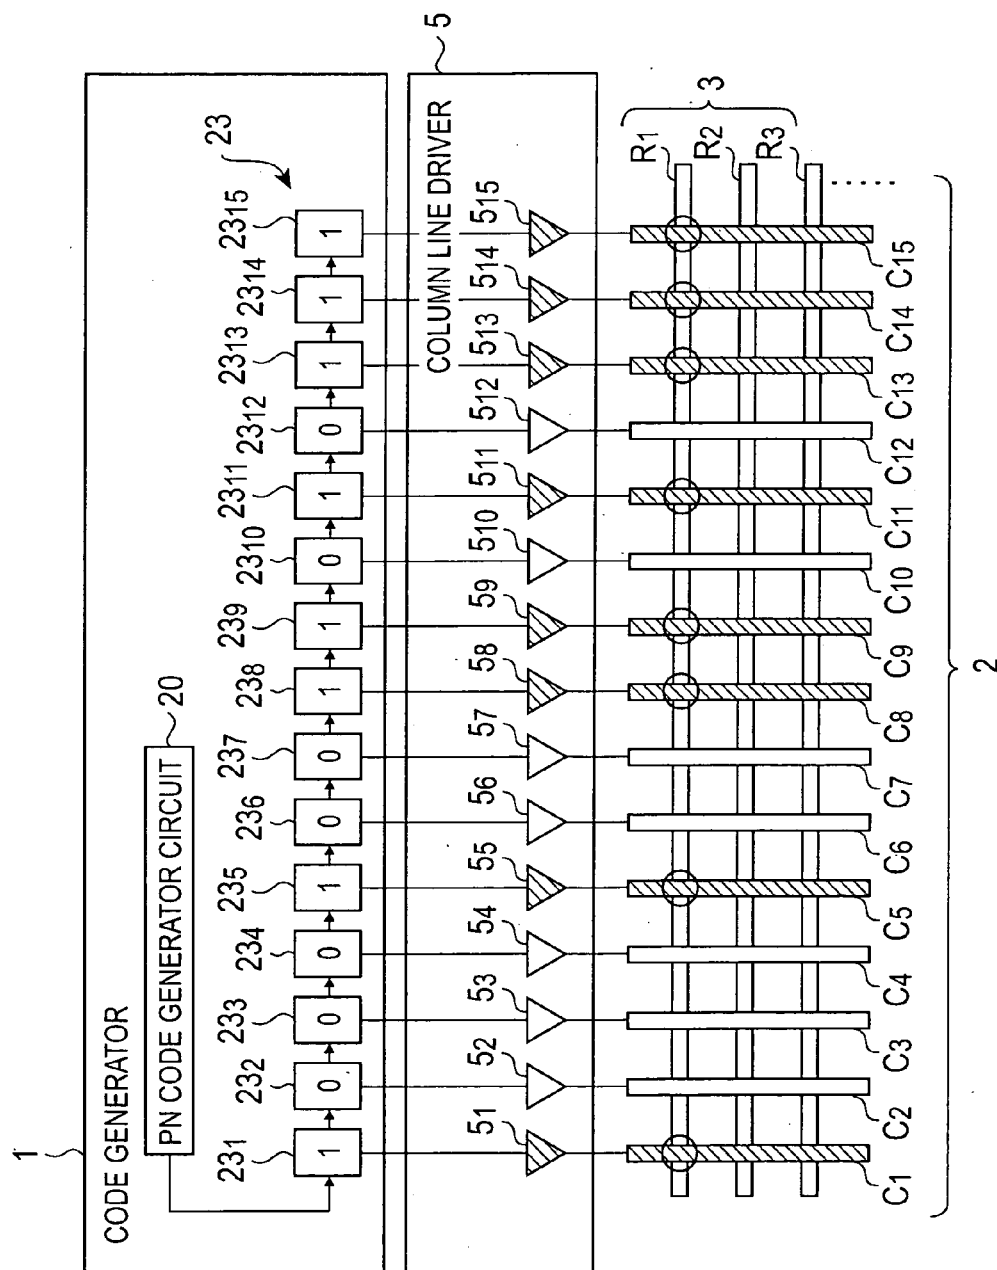 1
CODE GENERATOR
PN CODE GENERATOR CIRCUIT
20
23
231 232 233 234 235 236 237 238 239 2310 2311 2312 2313 2314 2315
1 0 0 0 1 0 0 1 1 0 1 0 1 1 1
5
COLUMN LINE DRIVER
51 52 53 54 55 56 57 58 59 510 511 512 513 514 515
3
R1
R2
R3
......
C1 C2 C3 C4 C5 C6 C7 C8 C9 C10 C11 C12 C13 C14 C15
2